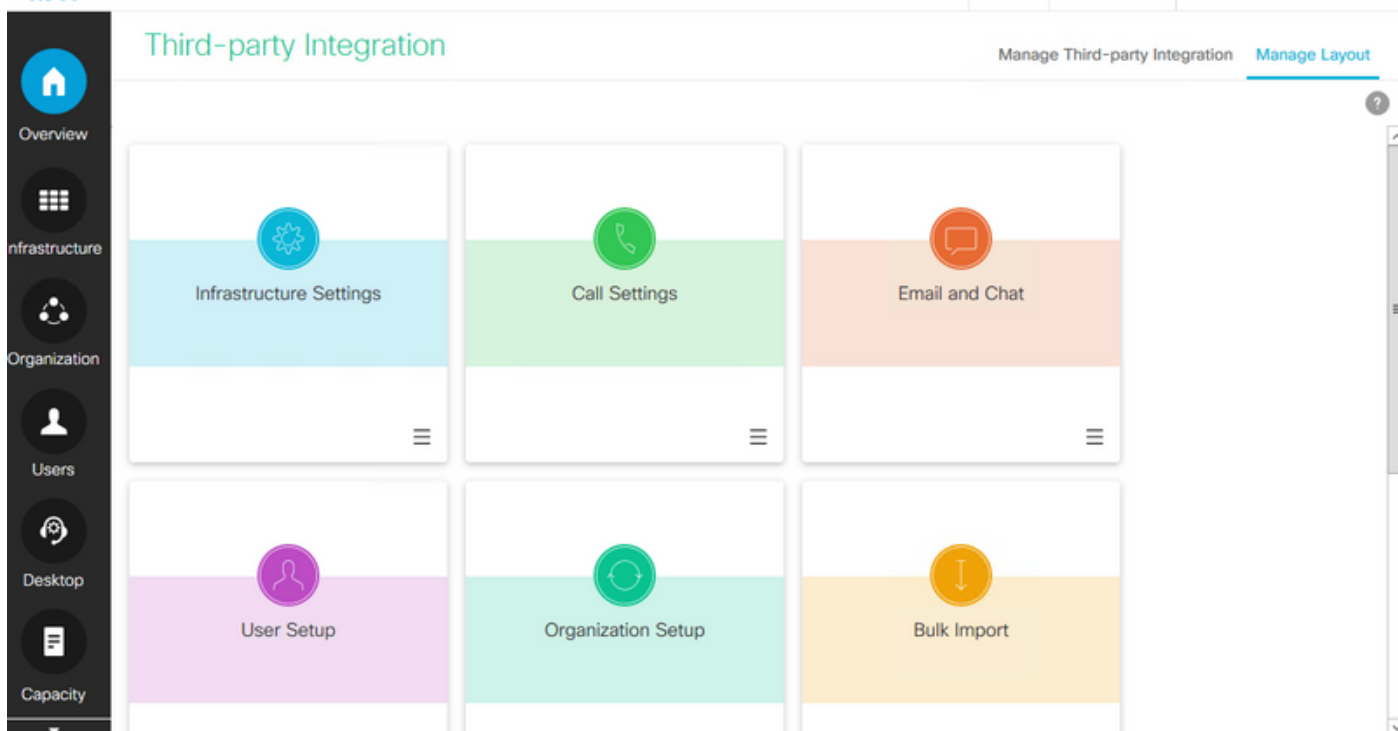 Third-party Integration
Manage Third-party Integration
Manage Layout
?
Overview
nfrastructure
Organization
Users
Desktop
Capacity
Infrastructure Settings
Call Settings
Email and Chat
User Setup
Organization Setup
Bulk Import